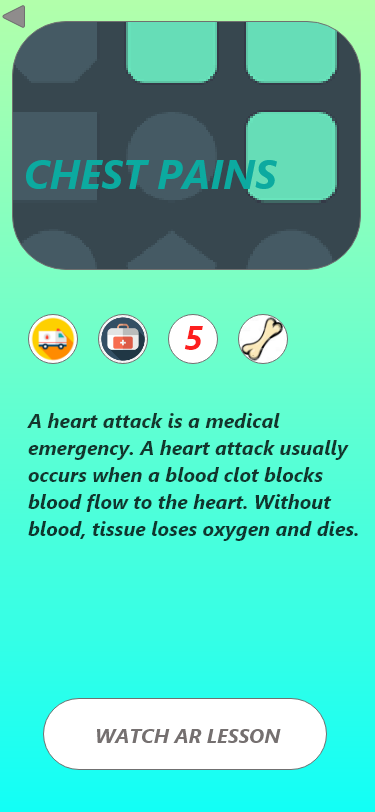 CHEST PAINS
5
A heart attack is a medical
emergency. A heart attack usually
occurs when a blood clot blocks
blood flow to the heart. Without
blood, tissue loses oxygen and dies.
WATCH AR LESSON